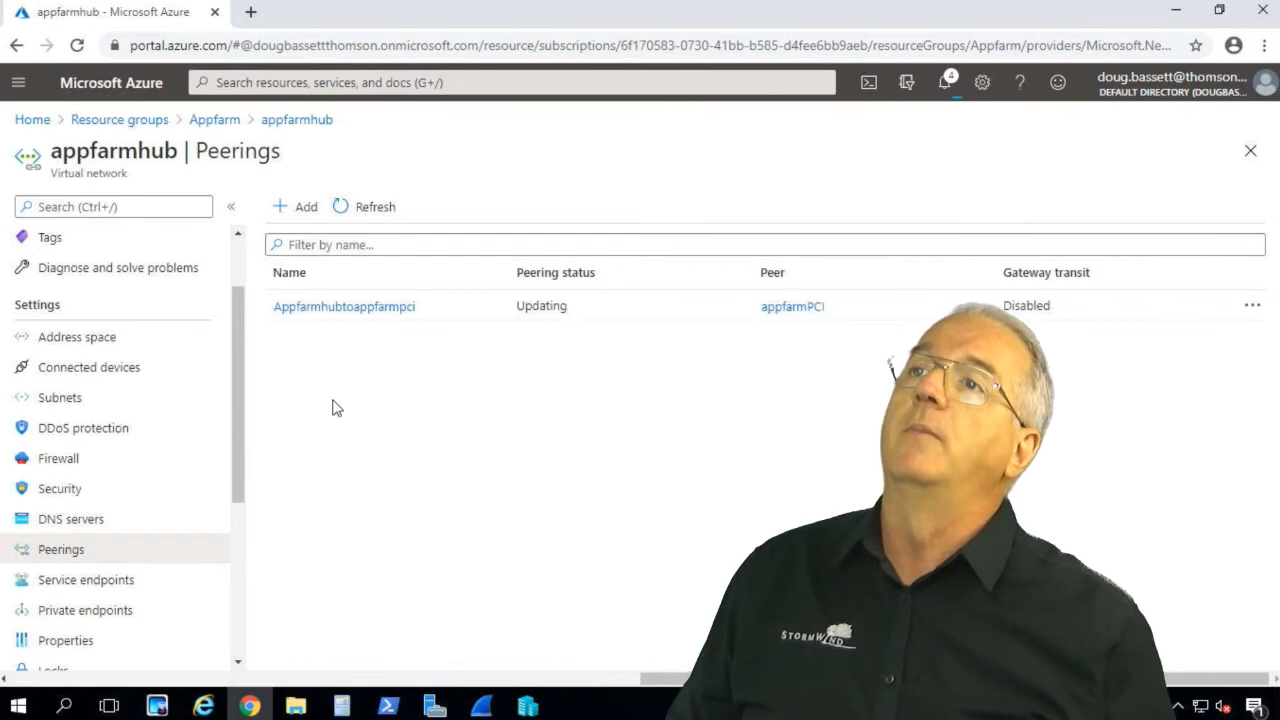 appfarmhub - Microsoft Azure
portal.azure.com/#@dougbassettthomson.onmicrosoft.com/resource/subscriptions/6f170583-0730-41bb-b585-d4fee6bb9aeb/resourceGroups/Appfarm/providers/Microsoft.Ne...
Microsoft Azure
Search resources, services, and docs (G+/)
4
doug.bassett@thomson...
DEFAULT DIRECTORY (DOUGBAS...
Home > Resource groups > Appfarm > appfarmhub
appfarmhub | Peerings
Virtual network
Search (Ctrl+/)
Add
Refresh
Tags
Diagnose and solve problems
Settings
Address space
Connected devices
Subnets
DDoS protection
Firewall
Security
DNS servers
Peerings
Service endpoints
Private endpoints
Properties
Locks
Filter by name...
Name Peering status Peer Gateway transit
Appfarmhubtoappfarmpci Updating appfarmPCI Disabled
STORMWIND
1